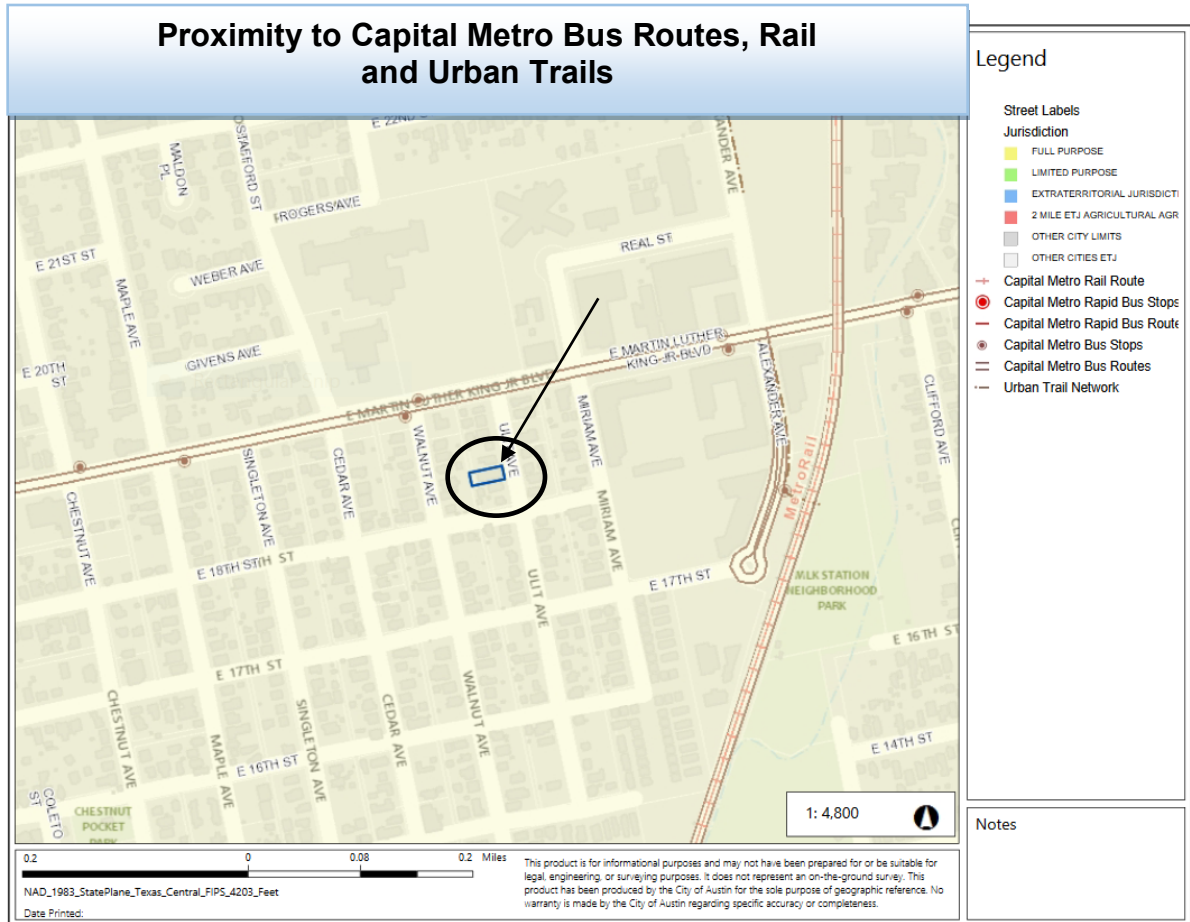 Proximity to Capital Metro Bus Routes, Rail
and Urban Trails
Legend
Street Labels
Jurisdiction
FULL PURPOSE
LIMITED PURPOSE
EXTRATERRITORIAL JURISDICTI
2 MILE ETJ AGRICULTURAL AGR
OTHER CITY LIMITS
OTHER CITIES ETJ
Capital Metro Rail Route
Capital Metro Rapid Bus Stops
Capital Metro Rapid Bus Route
Capital Metro Bus Stops
Capital Metro Bus Routes
Urban Trail Network
Notes
E 22ND
MALDON
PL
STAFFORD ST
ANDER AVE
ROGERS AVE
REAL ST
E 21ST ST
WEBER AVE
MAPLE AVE
GIVENS AVE
E 20TH
ST
E MARTIN LUTHER
KING JR BLVD
E MARTIN LUTHER KING JR BLVD
ALEXANDER AVE
CLIFFORD AVE
MIRIAM AVE
WALNUT AVE
CEDAR AVE
SINGLETON AVE
CHESTNUT AVE
MetroRail
MIRIAM AVE
E 18TH ST
H ST
ULIT AVE
E 17TH ST
MLK STATION
NEIGHBORHOOD
PARK
E 16TH ST
E 17TH ST
WALNUT AVE
CEDAR AVE
SINGLETON AVE
CHESTNUT AVE
MAPLE AVE
E 16TH ST
E 14TH ST
COLETO
ST
CHESTNUT
POCKET
PARK
1: 4,800
0.2 0 0.08 0.2 Miles
NAD_1983_StatePlane_Texas_Central_FIPS_4203_Feet
Date Printed:
This product is for informational purposes and may not have been prepared for or be suitable for
legal, engineering, or surveying purposes. It does not represent an on-the-ground survey. This
product has been produced by the City of Austin for the sole purpose of geographic reference. No
warranty is made by the City of Austin regarding specific accuracy or completeness.